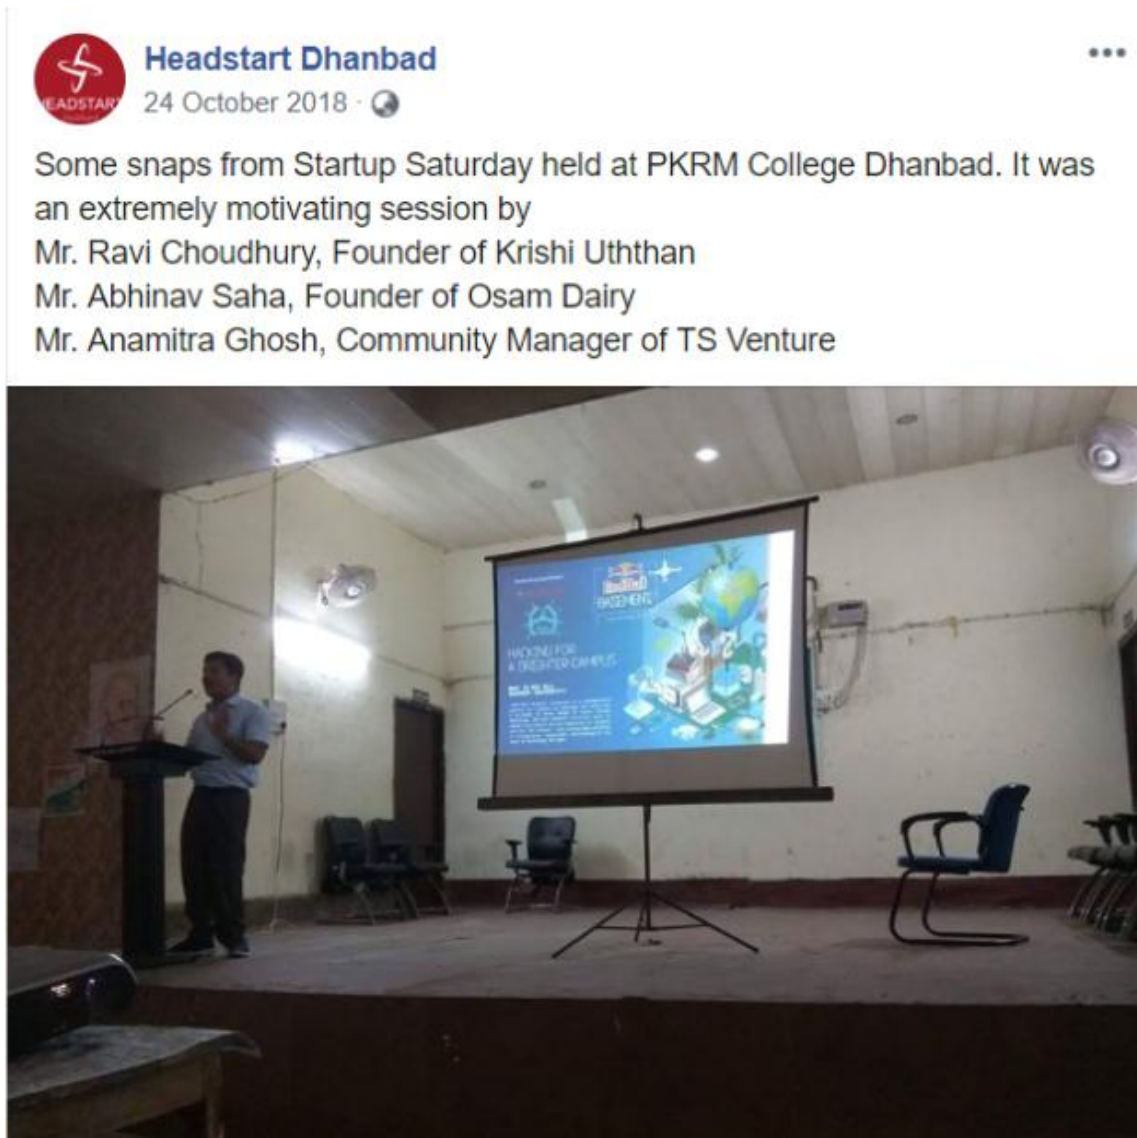 Headstart Dhanbad
24 October 2018
Some snaps from Startup Saturday held at PKRM College Dhanbad. It was
an extremely motivating session by
Mr. Ravi Choudhury, Founder of Krishi Uththan
Mr. Abhinav Saha, Founder of Osam Dairy
Mr. Anamitra Ghosh, Community Manager of TS Venture
Red Bull
BASEMENT
HACKING FOR
A BRIGHTER CAMPUS